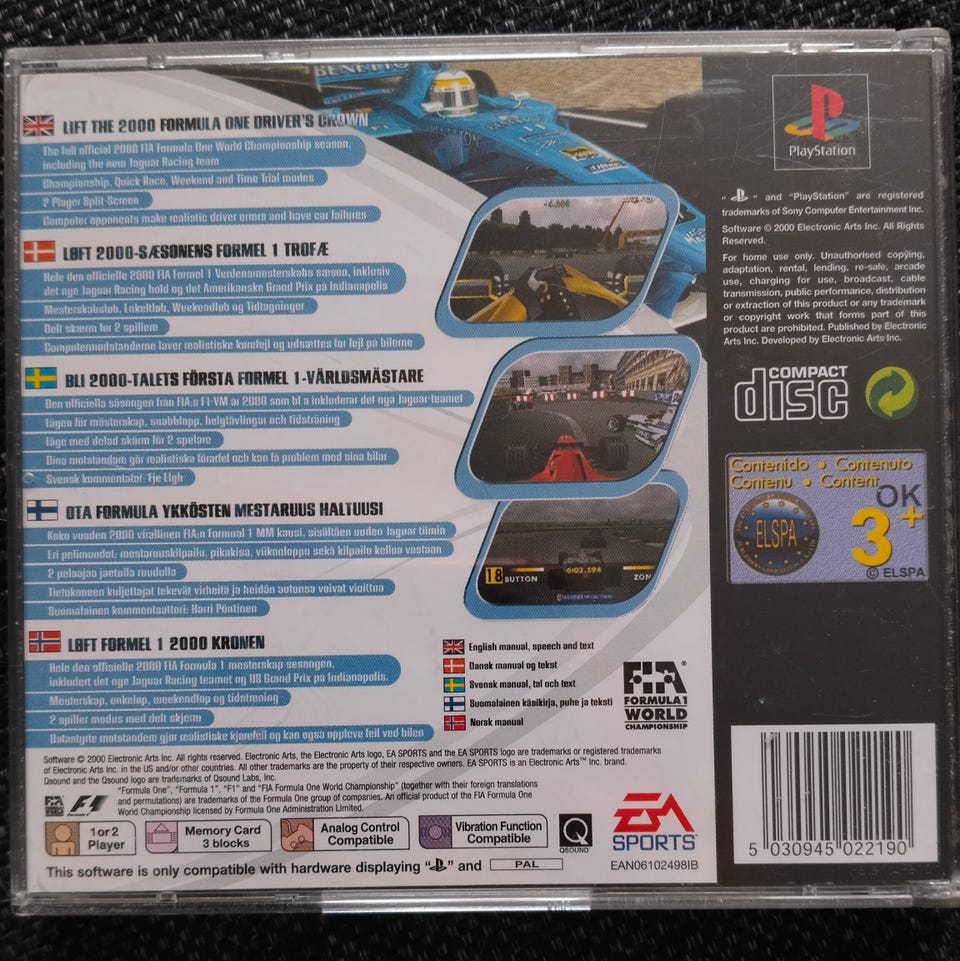 BENETTO
LIFT THE 2000 FORMULA ONE DRIVER'S CROWN
The full official 2000 FIA Formula One World Championship season,
including the new Jaguar Racing team
Championship, Quick Race, Weekend and Time Trial modes
2 Player Split-Screen
Computer opponents make realistic driver errors and have car failures
LØFT 2000-SÆSONENS FORMEL 1 TROFÆ
Hele den officielle 2000 FIA Formel 1 Verdensmesterskabs sæson, inklusiv
det nye Jaguar Racing hold og det Amerikanske Grand Prix på Indianapolis
Mesterskabsløb, Enkeltløb, Weekendløb og Tidtagninger
Delt skærm for 2 spillere
Computermodstanderne laver realistiske kørefejl og udsættes for fejl på bilerne
BLI 2000-TALETS FÖRSTA FORMEL 1-VÄRLDSMÄSTARE
Den officiella säsongen från FIA:s F1-VM år 2000 som bl a inkluderar det nya Jaguar-teamet
Lägen för mästerskap, snabblopp, helgtävlingar och tidsträning
Läge med delad skärm för 2 spelare
Dina motståndare gör realistiska förarfel och kan få problem med sina bilar
Svensk kommentator: Eje Elgh
OTA FORMULA YKKÖSTEN MESTARUUS HALTUUSI
Koko vuoden 2000 virallinen FIA:n Formual 1 MM kausi, sisältäen uuden Jaguar tiimin
Eri pelimuodot: mestaruuskilpailu, pikakisa, viikonloppu sekä kilpailu kelloa vastaan
2 pelaajaa jaetulla ruudulla
Tietokoneen kuljettajat tekevät virheitä ja heidän autonsa voivat vioittua
Suomalainen kommentaattori: Harri Pöntinen
LØFT FORMEL 1 2000 KRONEN
Hele den offisielle 2000 FIA Formula 1 mesterskap sesongen,
inkludert det nye Jaguar Racing teamet og US Grand Prix på Indianapolis.
Mesterskap, enkeløp, weekendløp og tidstrening
2 spiller modus med delt skjerm
Datastyrte motstandere gjør realistiske kjørefeil og kan også oppleve feil ved bilen
18 BUTTON
6:02.594
ZON
English manual, speech and text
Dansk manual og tekst
Svensk manual, tal och text
Suomalainen käsikirja, puhe ja teksti
Norsk manual
FIA
FORMULA 1
WORLD
CHAMPIONSHIP
Software © 2000 Electronic Arts Inc. All rights reserved. Electronic Arts, the Electronic Arts logo, EA SPORTS and the EA SPORTS logo are trademarks or registered trademarks
of Electronic Arts Inc. in the US and/or other countries. All other trademarks are the property of their respective owners. EA SPORTS is an Electronic Arts™ Inc. brand.
Qsound and the Qsound logo are trademarks of Qsound Labs, Inc.
"Formula One", "Formula 1", "F1" and "FIA Formula One World Championship" (together with their foreign translations
and permutations) are trademarks of the Formula One group of companies. An official product of the FIA Formula One
World Championship licensed by Formula One Administration Limited.
F1
1 or 2
Player
Memory Card
3 blocks
Analog Control
Compatible
Vibration Function
Compatible
Q
QSOUND
This software is only compatible with hardware displaying " " and PAL
EA
SPORTS
EAN06102498IB
PlayStation
" " and "PlayStation" are registered
trademarks of Sony Computer Entertainment Inc.
Software © 2000 Electronic Arts Inc. All Rights
Reserved.
For home use only. Unauthorised copying,
adaptation, rental, lending, re-sale, arcade
use, charging for use, broadcast, cable
transmission, public performance, distribution
or extraction of this product or any trademark
or copyright work that forms part of this
product are prohibited. Published by Electronic
Arts Inc. Developed by Electronic Arts Inc.
COMPACT
disc
Contenido • Contenuto
Contenu • Content
OK
ELSPA
3+
© ELSPA
5 030945 022190